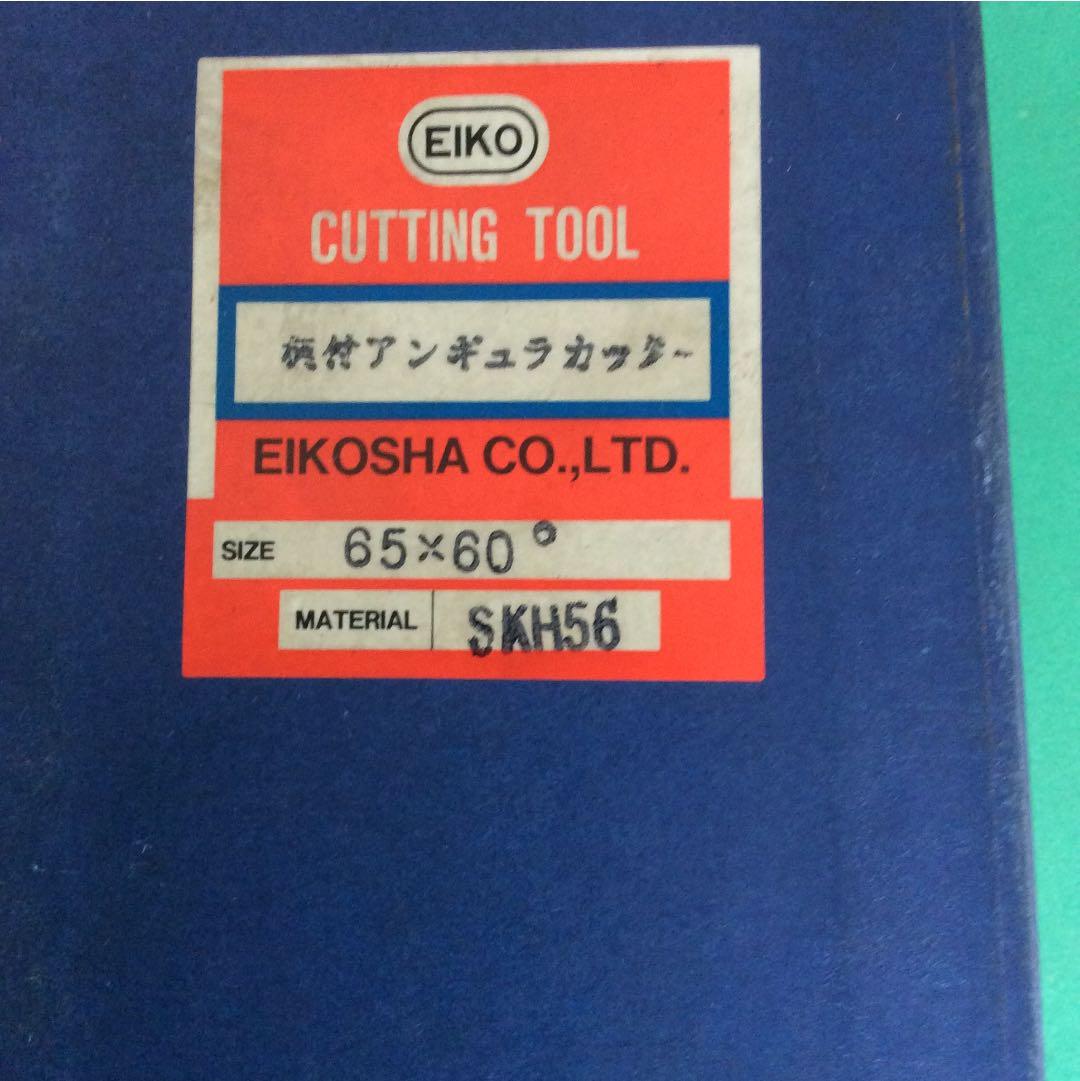 EIKO
CUTTING TOOL
柄付アンギュラカッター
EIKOSHA CO.,LTD.
SIZE 65×60°
MATERIAL SKH56